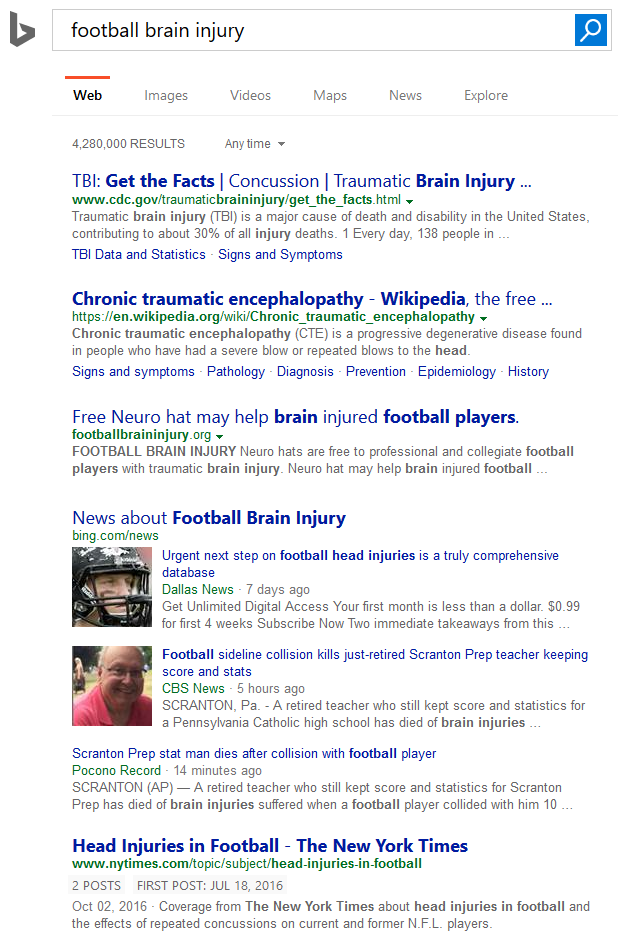 football brain injury
Web Images Videos Maps News Explore
4,280,000 RESULTS Any time
TBI: Get the Facts | Concussion | Traumatic Brain Injury ...
www.cdc.gov/traumaticbraininjury/get_the_facts.html
Traumatic brain injury (TBI) is a major cause of death and disability in the United States,
contributing to about 30% of all injury deaths. 1 Every day, 138 people in ...
TBI Data and Statistics · Signs and Symptoms
Chronic traumatic encephalopathy - Wikipedia, the free ...
https://en.wikipedia.org/wiki/Chronic_traumatic_encephalopathy
Chronic traumatic encephalopathy (CTE) is a progressive degenerative disease found
in people who have had a severe blow or repeated blows to the head.
Signs and symptoms · Pathology · Diagnosis · Prevention · Epidemiology · History
Free Neuro hat may help brain injured football players.
footballbraininjury.org
FOOTBALL BRAIN INJURY Neuro hats are free to professional and collegiate football
players with traumatic brain injury. Neuro hat may help brain injured football ...
News about Football Brain Injury
bing.com/news
Urgent next step on football head injuries is a truly comprehensive
database
Dallas News · 7 days ago
Get Unlimited Digital Access Your first month is less than a dollar. $0.99
for first 4 weeks Subscribe Now Two immediate takeaways from this ...
Football sideline collision kills just-retired Scranton Prep teacher keeping
score and stats
CBS News · 5 hours ago
SCRANTON, Pa. - A retired teacher who still kept score and statistics for
a Pennsylvania Catholic high school has died of brain injuries ...
Scranton Prep stat man dies after collision with football player
Pocono Record · 14 minutes ago
SCRANTON (AP) — A retired teacher who still kept score and statistics for Scranton
Prep has died of brain injuries suffered when a football player collided with him 10 ...
Head Injuries in Football - The New York Times
www.nytimes.com/topic/subject/head-injuries-in-football
2 POSTS FIRST POST: JUL 18, 2016
Oct 02, 2016 · Coverage from The New York Times about head injuries in football and
the effects of repeated concussions on current and former N.F.L. players.